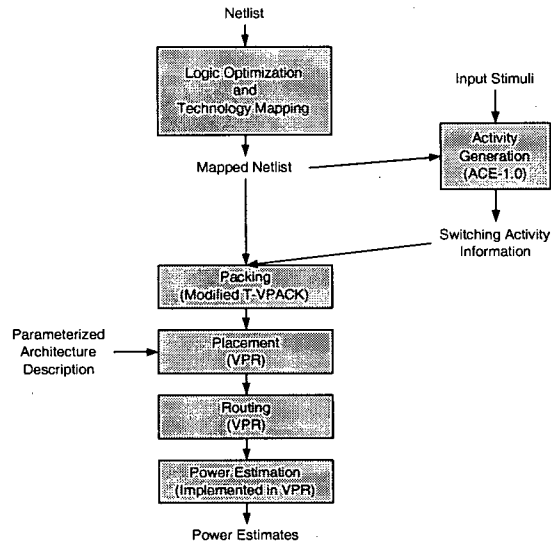 Netlist
Logic Optimization
and
Technology Mapping
Input Stimuli
Mapped Netlist
Activity
Generation
(ACE-1.0)
Switching Activity
Information
Packing
(Modified T-VPACK)
Parameterized
Architecture
Description
Placement
(VPR)
Routing
(VPR)
Power Estimation
(Implemented in VPR)
Power Estimates